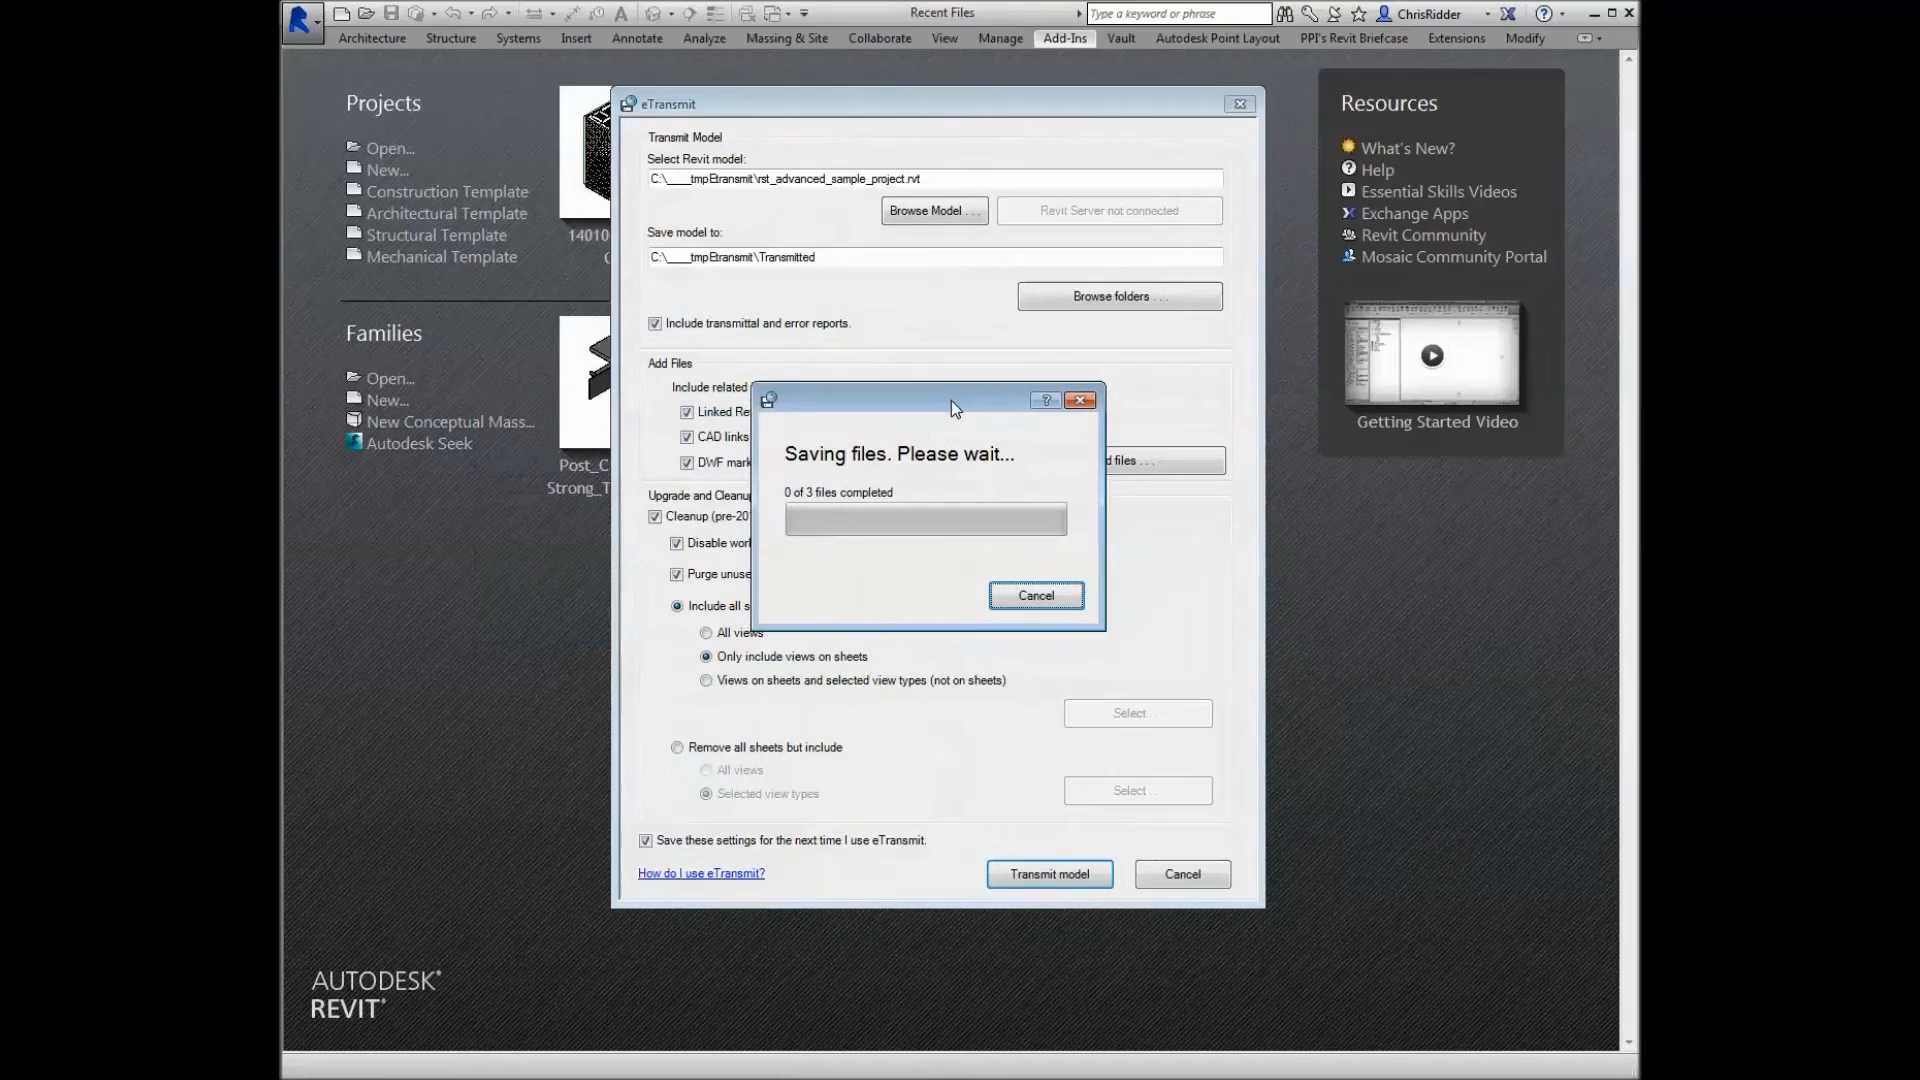 Recent Files
Type a keyword or phrase
ChrisRidder
Architecture Structure Systems Insert Annotate Analyze Massing & Site Collaborate View Manage Add-Ins Vault Autodesk Point Layout PPI's Revit Briefcase Extensions Modify
Projects
Open...
New...
Construction Template
Architectural Template
Structural Template
Mechanical Template
14010
Families
Open...
New...
New Conceptual Mass...
Autodesk Seek
Post_C
Strong_T
eTransmit
Transmit Model
Select Revit model:
C:\____tmpEtransmit\rst_advanced_sample_project.rvt
Browse Model . . .
Revit Server not connected
Save model to:
C:\____tmpEtransmit\Transmitted
Browse folders . . .
Include transmittal and error reports.
Add Files
Include related
Linked Re
CAD links
DWF mark
d files . . .
Upgrade and Cleanup
Cleanup (pre-20
Disable wor
Purge unuse
Include all s
All views
Only include views on sheets
Views on sheets and selected view types (not on sheets)
Select . . .
Remove all sheets but include
All views
Selected view types
Select . . .
Save these settings for the next time I use eTransmit.
How do I use eTransmit?
Transmit model
Cancel
Saving files. Please wait...
0 of 3 files completed
Cancel
Resources
What's New?
Help
Essential Skills Videos
Exchange Apps
Revit Community
Mosaic Community Portal
Getting Started Video
AUTODESK®
REVIT®